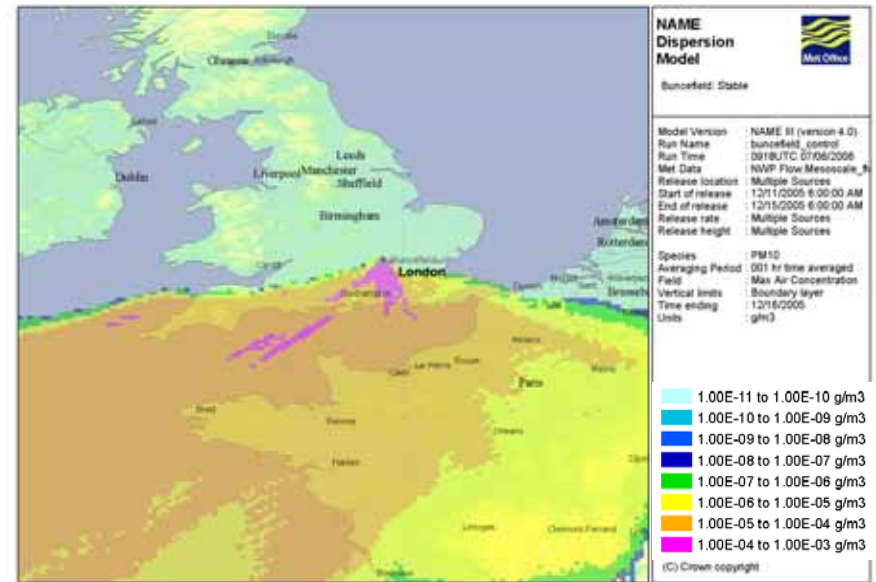 NAME
Dispersion
Model
Met Office
Buncefield: Stable
Model Version : NAME III (version 4.0)
Run Name : buncefield_control
Run Time : 0918UTC 07/06/2006
Met Data : NWP Flow.Mesoscale_
Release location : Multiple Sources
Start of release : 12/11/2005 6:00:00 AM
End of release : 12/15/2005 6:00:00 AM
Release rate : Multiple Sources
Release height : Multiple Sources
Species : PM10
Averaging Period : 001 hr time averaged
Field : Max Air Concentration
Vertical limits : Boundary layer
Time ending : 12/16/2005
Units : g/m3
1.00E-11 to 1.00E-10 g/m3
1.00E-10 to 1.00E-09 g/m3
1.00E-09 to 1.00E-08 g/m3
1.00E-08 to 1.00E-07 g/m3
1.00E-07 to 1.00E-06 g/m3
1.00E-06 to 1.00E-05 g/m3
1.00E-05 to 1.00E-04 g/m3
1.00E-04 to 1.00E-03 g/m3
(C) Crown copyright
Dundee
Glasgow Edinburgh
Leeds
Dublin
Liverpool Manchester
Sheffield
Birmingham
Amsterdam
Rotterdam
Cardiff
London
Southampton
Lille
Amiens
Le Havre Rouen
Caen
Reims
Paris
Brest
Rennes
Orleans
Nantes
Limoges
Clermont-Ferrand